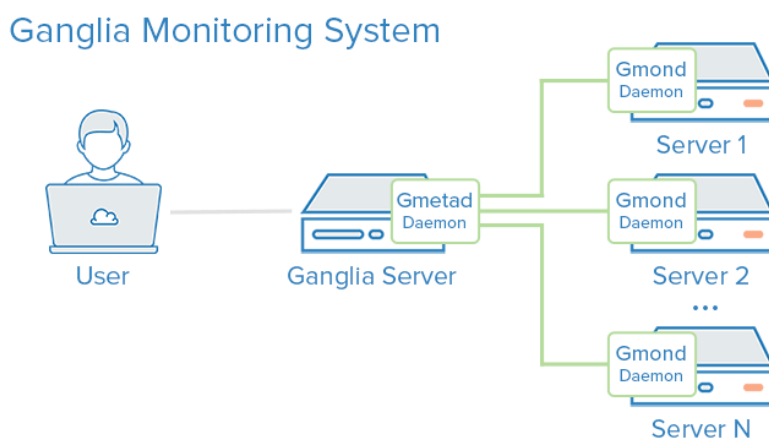 Ganglia Monitoring System
Gmond
Daemon
Server 1
Gmetad
Daemon
Gmond
Daemon
User
Ganglia Server
Server 2
...
Gmond
Daemon
Server N